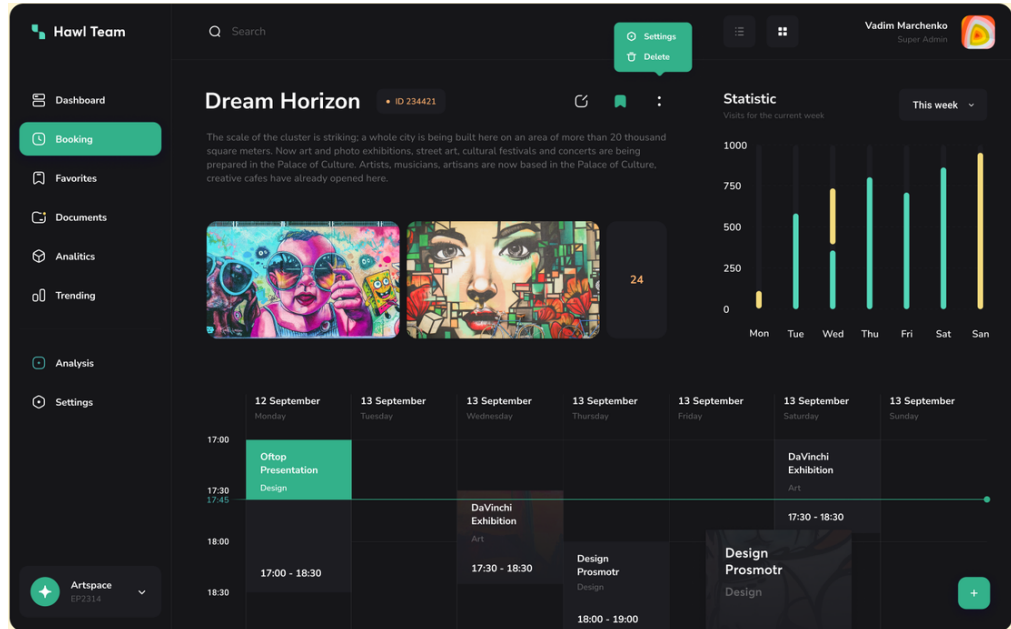 Hawl Team
Search
Settings
Delete
Vadim Marchenko
Super Admin
Dashboard
Booking
Favorites
Documents
Analitics
Trending
Analysis
Settings
Artspace
EP2314
Dream Horizon
ID 234421
The scale of the cluster is striking; a whole city is being built here on an area of more than 20 thousand
square meters. Now art and photo exhibitions, street art, cultural festivals and concerts are being
prepared in the Palace of Culture. Artists, musicians, artisans are now based in the Palace of Culture,
creative cafes have already opened here.
24
Statistic
Visits for the current week
This week
1000
750
500
250
0
Mon Tue Wed Thu Fri Sat San
12 September 13 September 13 September 13 September 13 September 13 September 13 September
Monday Tuesday Wednesday Thursday Friday Saturday Sunday
17:00
17:30
17:45
18:00
18:30
Oftop
Presentation
Design
17:00 - 18:30
DaVinchi
Exhibition
Art
17:30 - 18:30
Design
Prosmotr
Design
18:00 - 19:00
DaVinchi
Exhibition
Art
17:30 - 18:30
Design
Prosmotr
Design
+